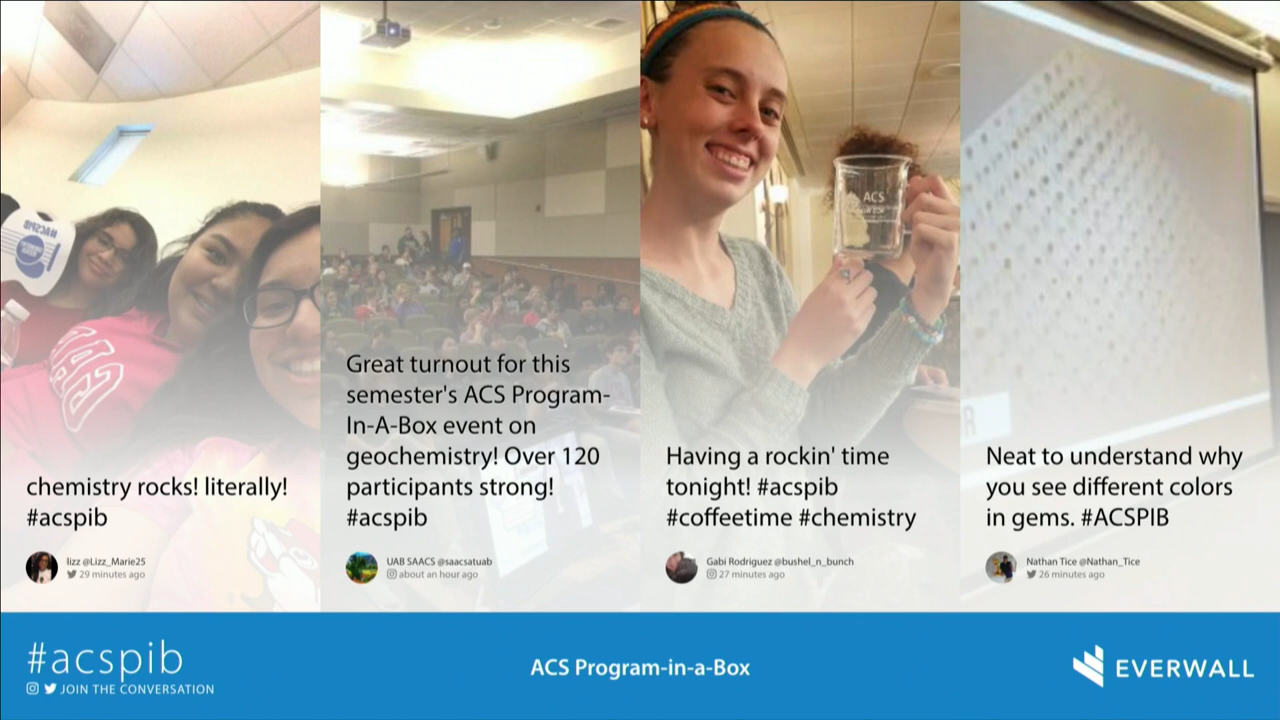 chemistry rocks! literally!
#acspib
lizz @Lizz_Marie25
29 minutes ago
Great turnout for this
semester's ACS Program-
In-A-Box event on
geochemistry! Over 120
participants strong!
#acspib
UAB SAACS @saacsatuab
about an hour ago
ACS
Having a rockin' time
tonight! #acspib
#coffeetime #chemistry
Gabi Rodriguez @bushel_n_bunch
27 minutes ago
Neat to understand why
you see different colors
in gems. #ACSPIB
Nathan Tice @Nathan_Tice
26 minutes ago
#acspib
JOIN THE CONVERSATION
ACS Program-in-a-Box
EVERWALL